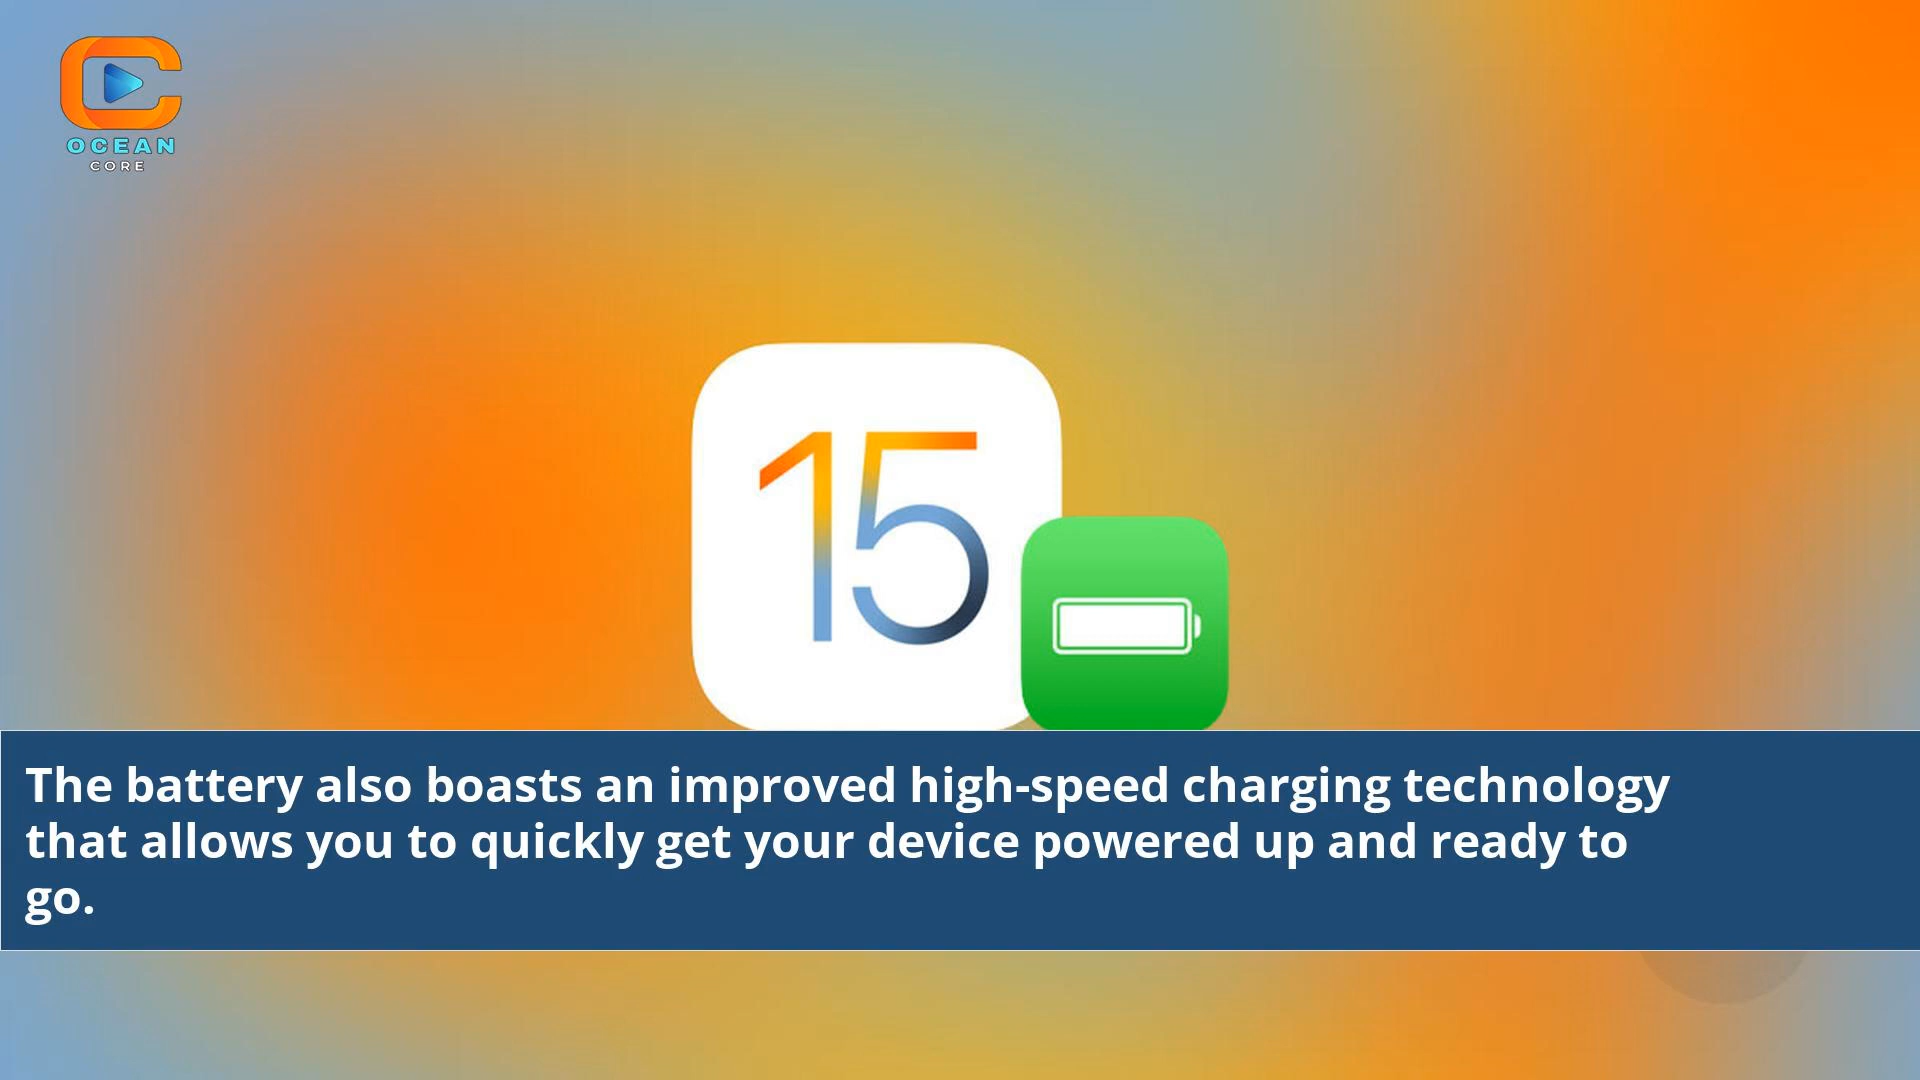 OCEAN
CORE
15
The battery also boasts an improved high-speed charging technology
that allows you to quickly get your device powered up and ready to
go.